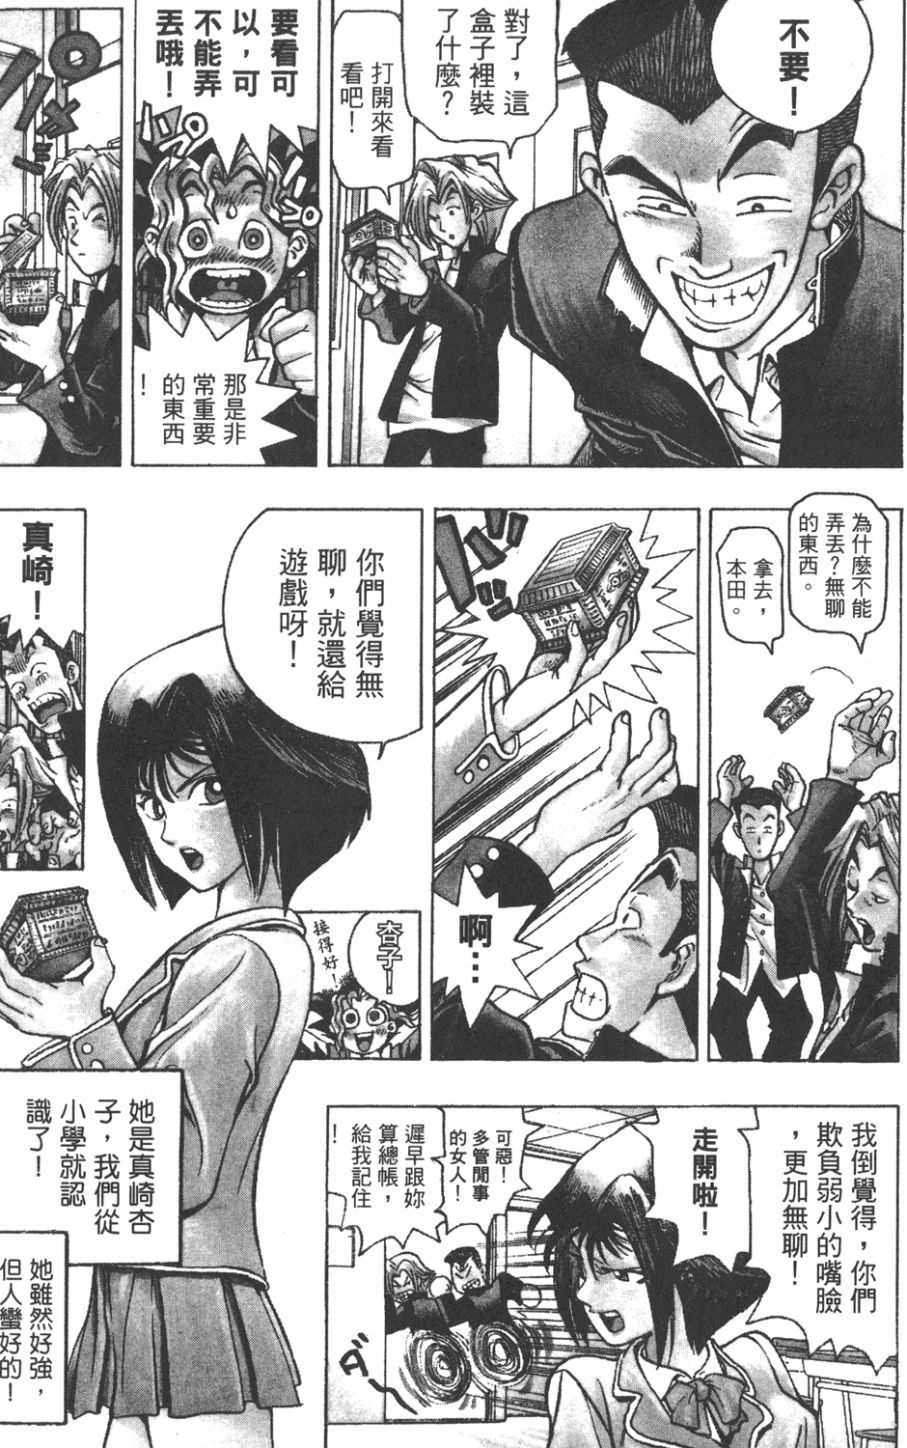 不要！
對了，這
盒子裡裝
了什麼？
打開來看
看吧！
要看可
以，可
不能弄
丟哦！
那是非
常重要
的東西
！
為什麼不能
弄丟？無聊
的東西。
拿去，
本田。
啊…
你們覺得無
聊，就還給
遊戲呀！
杏子！
接得好
真崎！
她是真崎杏
子，我們從
小學就認
識了！
她雖然好強，
但人蠻好的！
我倒覺得，你們
欺負弱小的嘴臉
，更加無聊！
走開啦！
可惡！
多管閒事
的女人！
遲早跟妳
算總帳，
給我記住
！